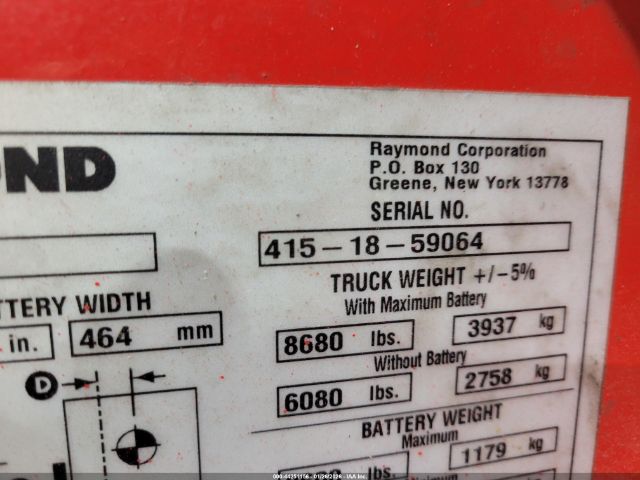 Raymond Corporation
P.O. Box 130
Greene, New York 13778
SERIAL NO.
415-18-59064
TRUCK WEIGHT +/-5%
With Maximum Battery
8680 lbs. 3937 kg
Without Battery
6080 lbs. 2758 kg
BATTERY WEIGHT
Maximum
lbs. 1179 kg
WIDTH
in. 464 mm
D